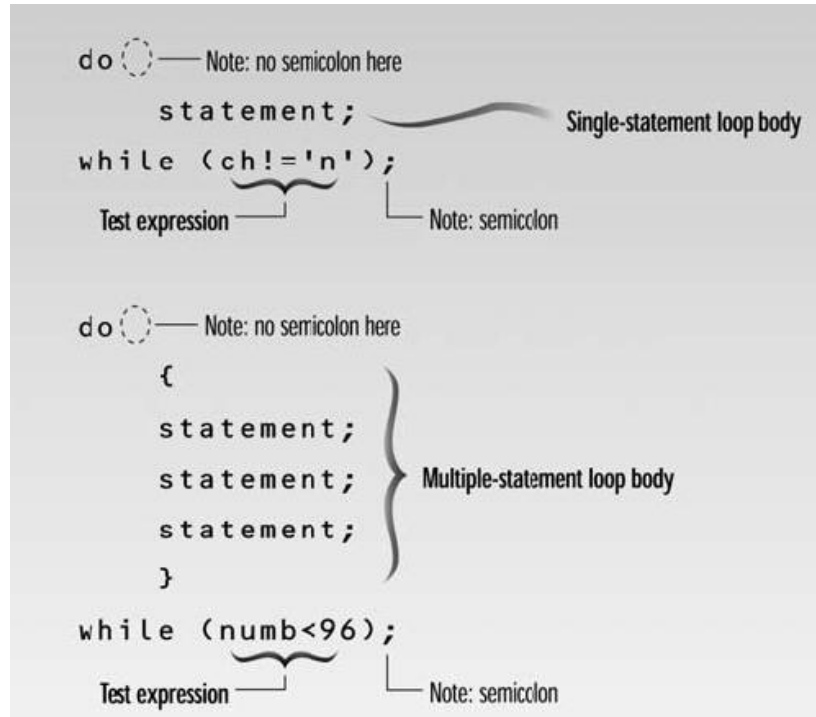 do Note: no semicolon here
statement; Single-statement loop body
while (ch!='n');
Test expression Note: semicolon
do Note: no semicolon here
{
statement;
statement; Multiple-statement loop body
statement;
}
while (numb<96);
Test expression Note: semicolon